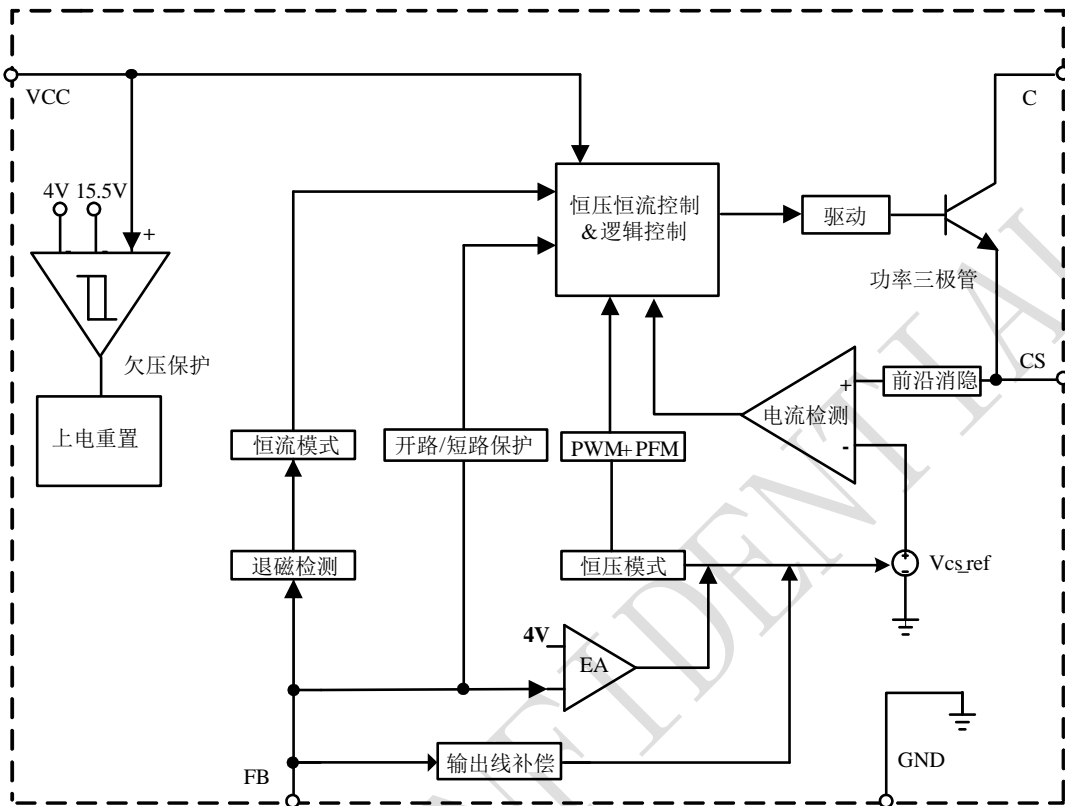 VCC
C
4V 15.5V
+
- -
恒压恒流控制
&逻辑控制
驱动
功率三极管
欠压保护
上电重置
CS
前沿消隐
+
电流检测
-
恒流模式
开路/短路保护
PWM+PFM
退磁检测
恒压模式
+
-
Vcs_ref
4V
EA
输出线补偿
FB
GND
NFIDENTIAL